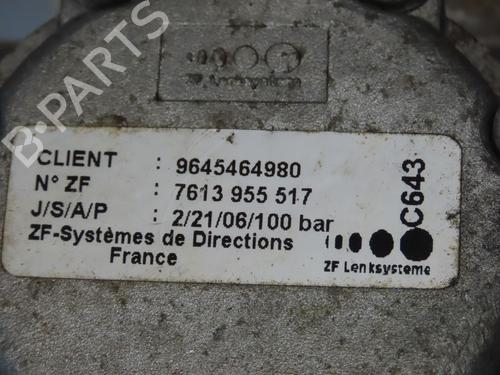 B-PARTS
CLIENT : 9645464980
N° ZF : 7613 955 517
J/S/A/P : 2/21/06/100 bar
ZF-Systèmes de Directions
France
C643
ZF Lenksysteme